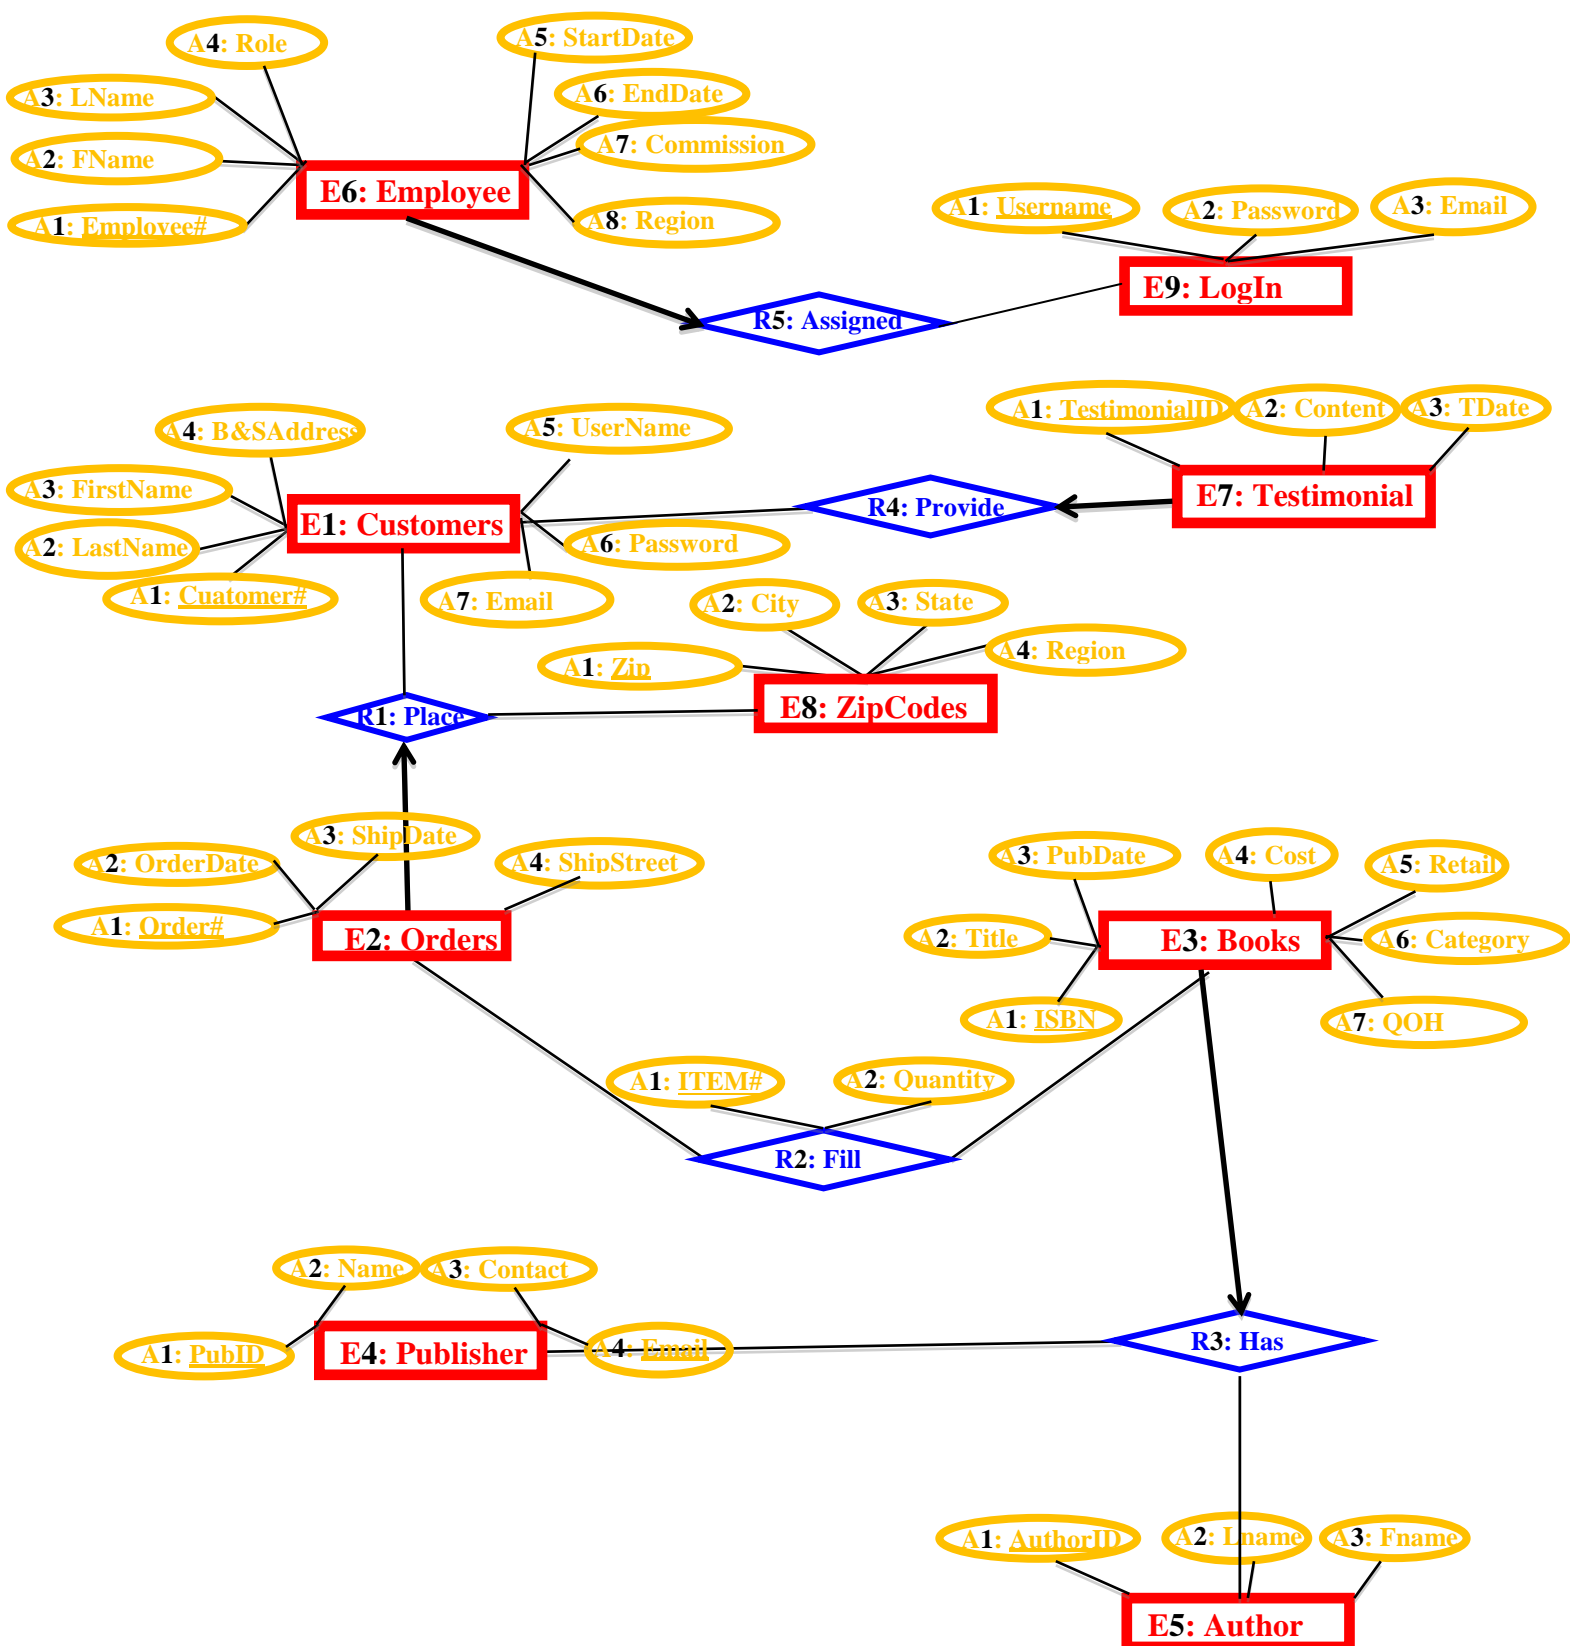 A4: Role
A5: StartDate
A3: LName
A6: EndDate
A2: FName
A7: Commission
E6: Employee
A1: Employee#
A8: Region
A1: Username
A2: Password
A3: Email
E9: LogIn
R5: Assigned
A4: B&SAddress
A5: UserName
A1: TestimonialID
A2: Content
A3: TDate
A3: FirstName
E1: Customers
R4: Provide
E7: Testimonial
A2: LastName
A6: Password
A1: Cuatomer#
A7: Email
A2: City
A3: State
A1: Zip
A4: Region
R1: Place
E8: ZipCodes
A3: ShipDate
A2: OrderDate
A4: ShipStreet
A1: Order#
E2: Orders
A3: PubDate
A4: Cost
A5: Retail
A2: Title
E3: Books
A6: Category
A1: ISBN
A7: QOH
A1: ITEM#
A2: Quantity
R2: Fill
A2: Name
A3: Contact
A1: PubID
E4: Publisher
A4: Email
R3: Has
A1: AuthorID
A2: Lname
A3: Fname
E5: Author